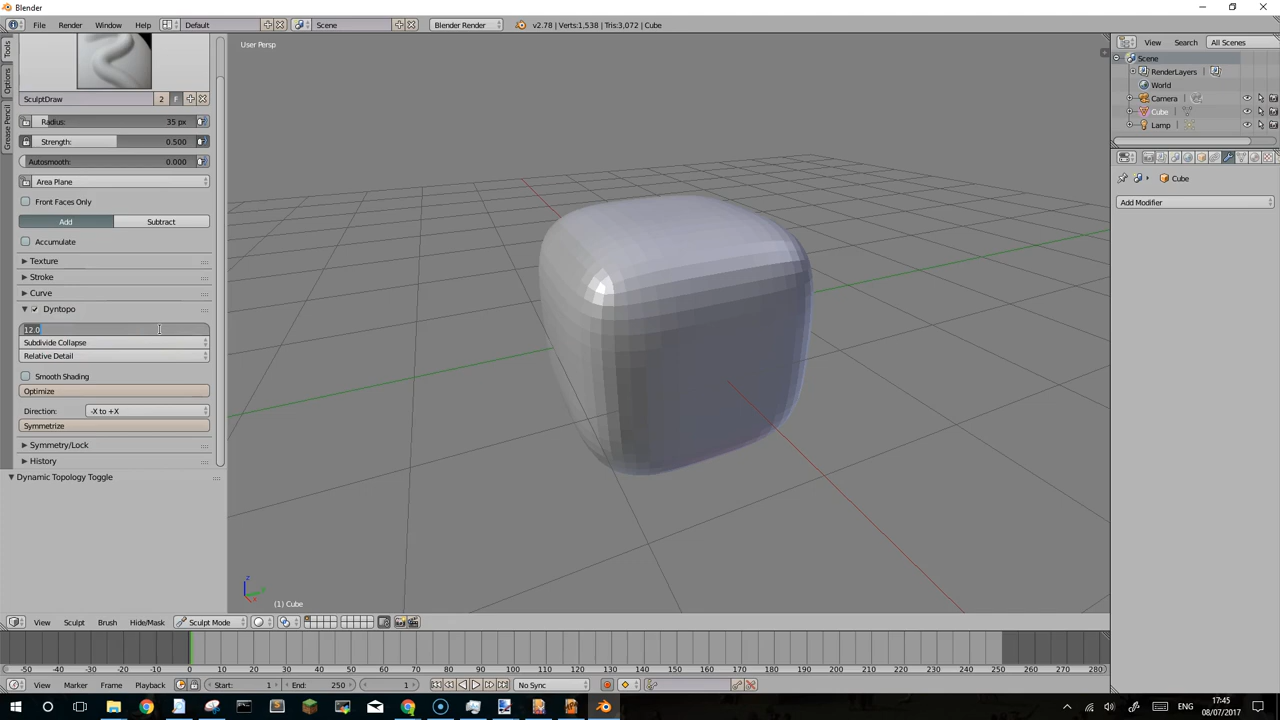 Blender
File Render Window Help Default Scene Blender Render v2.78 | Verts:1,538 | Tris:3,072 | Cube
View Search All Scenes
User Persp
Tools
Options
Grease Pencil
SculptDraw 2 F
Radius: 35 px
Strength: 0.500
Autosmooth: 0.000
Area Plane
Front Faces Only
Add Subtract
Accumulate
Texture
Stroke
Curve
Dyntopo
12.0
Subdivide Collapse
Relative Detail
Smooth Shading
Optimize
Direction: -X to +X
Symmetrize
Symmetry/Lock
History
Dynamic Topology Toggle
Scene
RenderLayers
World
Camera
Cube
Lamp
Cube
Add Modifier
z
(1) Cube
View Sculpt Brush Hide/Mask Sculpt Mode
-50 -40 -30 -20 -10 0 10 20 30 40 50 60 70 80 90 100 110 120 130 140 150 160 170 180 190 200 210 220 230 240 250 260 270 280
View Marker Frame Playback Start: 1 End: 250 1 No Sync
ENG 17:45
08/07/2017